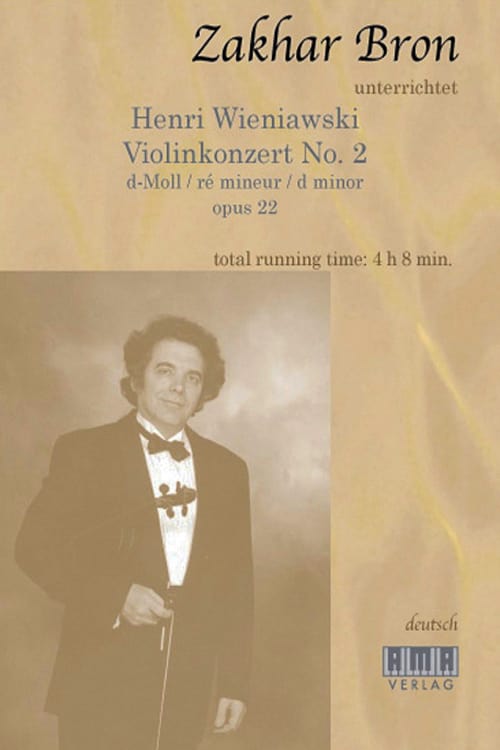 Zakhar Bron
unterrichtet
Henri Wieniawski
Violinkonzert No. 2
d-Moll / ré mineur / d minor
opus 22
total running time: 4 h 8 min.
deutsch
AMA
VERLAG